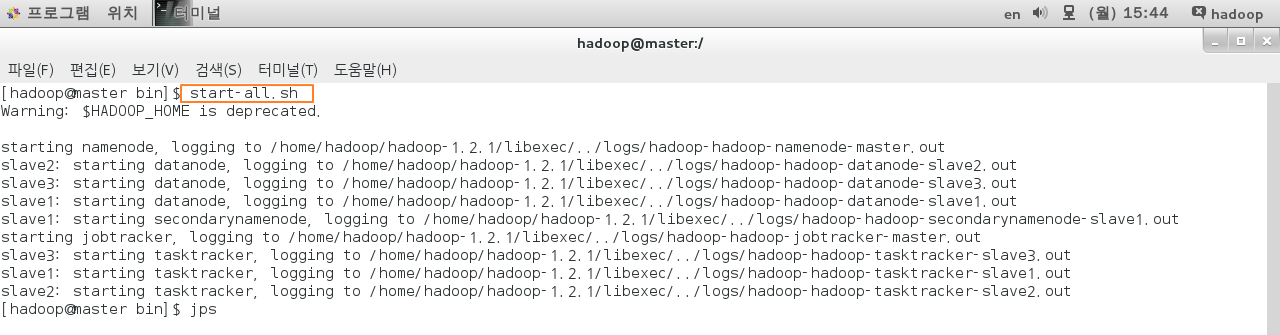 프로그램 위치 터미널 en (월) 15:44 hadoop
hadoop@master:/
파일(F) 편집(E) 보기(V) 검색(S) 터미널(T) 도움말(H)
[hadoop@master bin]$ start-all.sh
Warning: $HADOOP_HOME is deprecated.
starting namenode, logging to /home/hadoop/hadoop-1.2.1/libexec/../logs/hadoop-hadoop-namenode-master.out
slave2: starting datanode, logging to /home/hadoop/hadoop-1.2.1/libexec/../logs/hadoop-hadoop-datanode-slave2.out
slave3: starting datanode, logging to /home/hadoop/hadoop-1.2.1/libexec/../logs/hadoop-hadoop-datanode-slave3.out
slave1: starting datanode, logging to /home/hadoop/hadoop-1.2.1/libexec/../logs/hadoop-hadoop-datanode-slave1.out
slave1: starting secondarynamenode, logging to /home/hadoop/hadoop-1.2.1/libexec/../logs/hadoop-hadoop-secondarynamenode-slave1.out
starting jobtracker, logging to /home/hadoop/hadoop-1.2.1/libexec/../logs/hadoop-hadoop-jobtracker-master.out
slave3: starting tasktracker, logging to /home/hadoop/hadoop-1.2.1/libexec/../logs/hadoop-hadoop-tasktracker-slave3.out
slave1: starting tasktracker, logging to /home/hadoop/hadoop-1.2.1/libexec/../logs/hadoop-hadoop-tasktracker-slave1.out
slave2: starting tasktracker, logging to /home/hadoop/hadoop-1.2.1/libexec/../logs/hadoop-hadoop-tasktracker-slave2.out
[hadoop@master bin]$ jps